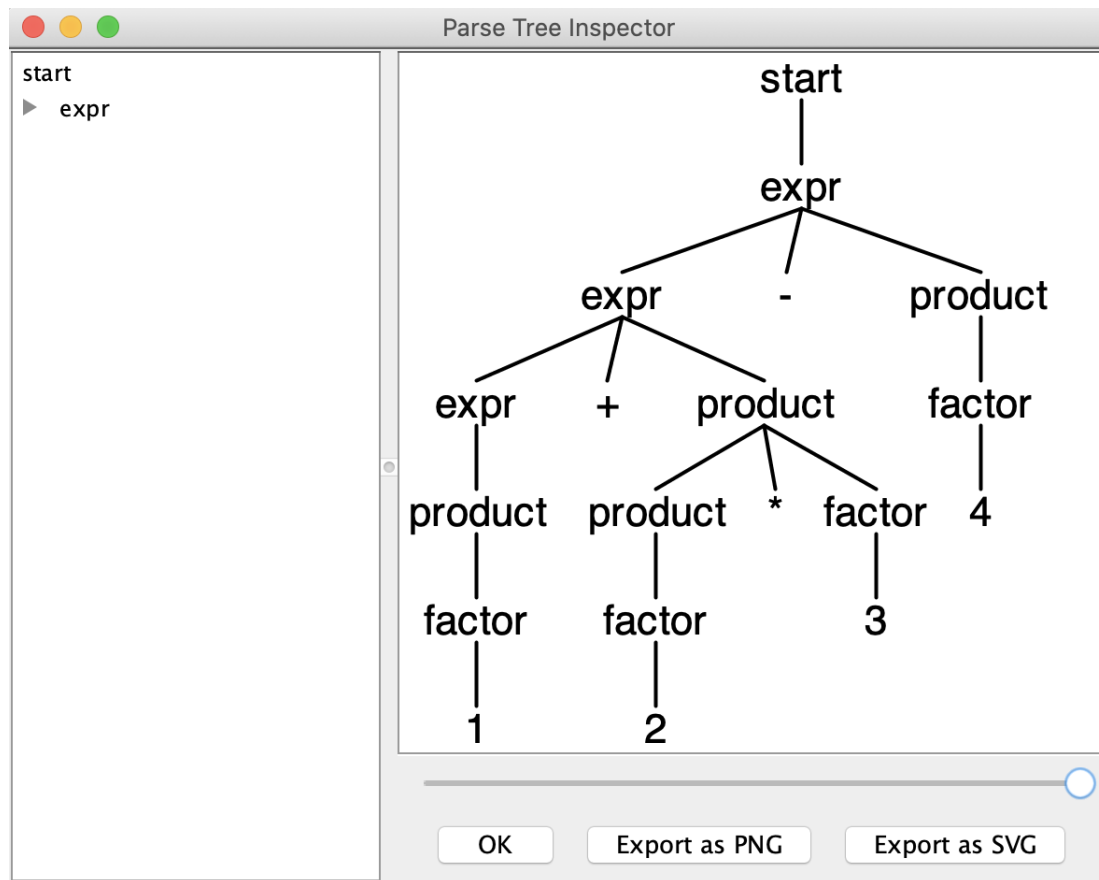 Parse Tree Inspector
start
expr
start
expr
expr - product
expr + product factor
product product * factor 4
factor factor 3
1 2
OK Export as PNG Export as SVG